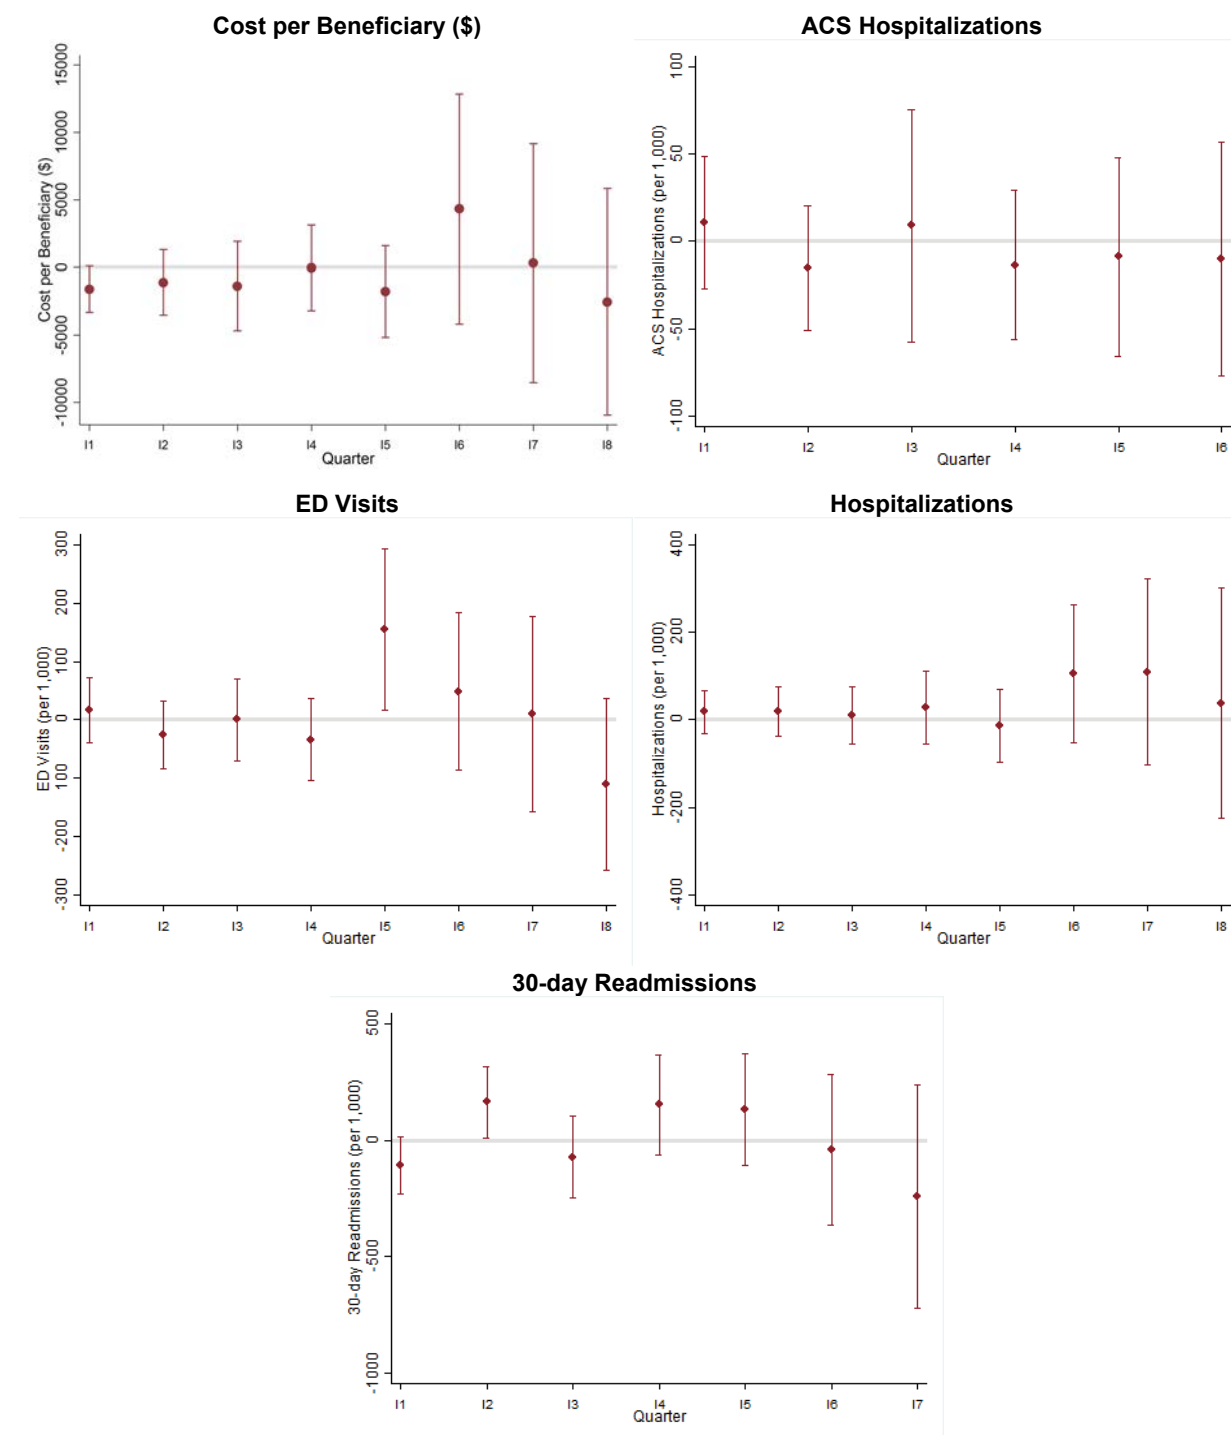 Cost per Beneficiary ($)
Cost per Beneficiary ($)
15000
10000
5000
0
-5000
-10000
I1 I2 I3 I4 I5 I6 I7 I8
Quarter
ACS Hospitalizations
ACS Hospitalizations (per 1,000)
100
50
0
-50
-100
I1 I2 I3 I4 I5 I6
Quarter
ED Visits
ED Visits (per 1,000)
300
200
100
0
-100
-200
-300
I1 I2 I3 I4 I5 I6 I7 I8
Quarter
Hospitalizations
Hospitalizations (per 1,000)
400
200
0
-200
-400
I1 I2 I3 I4 I5 I6 I7 I8
Quarter
30-day Readmissions
30-day Readmissions (per 1,000)
500
0
-500
-1000
I1 I2 I3 I4 I5 I6 I7
Quarter